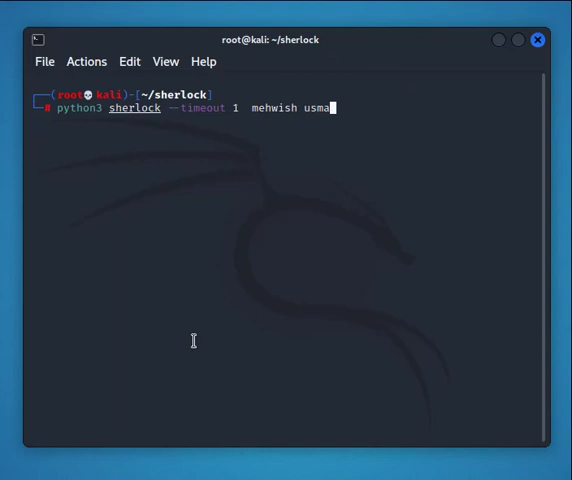 root@kali: ~/sherlock
File Actions Edit View Help
┌──(root💀kali)-[~/sherlock]
└─# python3 sherlock --timeout 1  mehwish usma